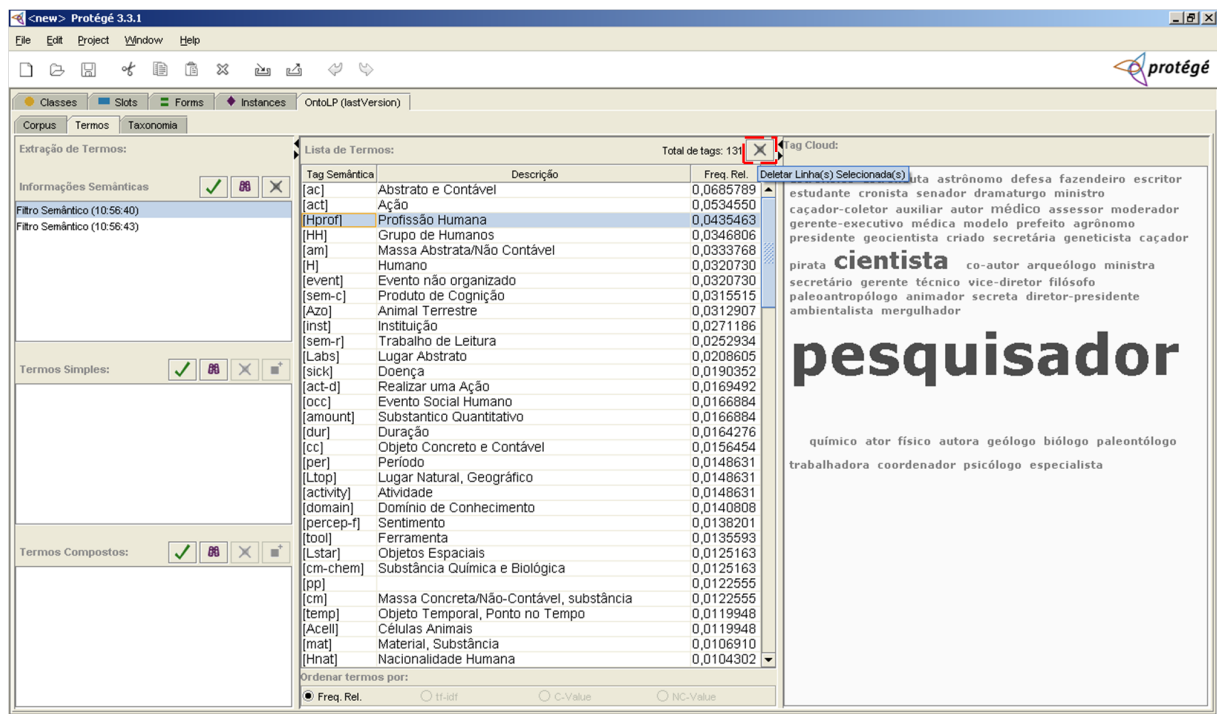 <new> Protégé 3.3.1
File Edit Project Window Help
protégé
Classes Slots Forms Instances OntoLP (lastVersion)
Corpus Termos Taxonomia
Extração de Termos:
Informações Semânticas
Filtro Semântico (10:56:40)
Filtro Semântico (10:56:43)
Termos Simples:
Termos Compostos:
Lista de Termos: Total de tags: 131
Tag Semântica Descrição Freq. Rel.
[ac] Abstrato e Contável 0,0685789
[act] Ação 0,0534550
[Hprof] Profissão Humana 0,0435463
[HH] Grupo de Humanos 0,0346806
[am] Massa Abstrata/Não Contável 0,0333768
[H] Humano 0,0320730
[event] Evento não organizado 0,0320730
[sem-c] Produto de Cognição 0,0315515
[Azo] Animal Terrestre 0,0312907
[inst] Instituição 0,0271186
[sem-r] Trabalho de Leitura 0,0252934
[Labs] Lugar Abstrato 0,0208605
[sick] Doença 0,0190352
[act-d] Realizar uma Ação 0,0169492
[occ] Evento Social Humano 0,0166884
[amount] Substantico Quantitativo 0,0166884
[dur] Duração 0,0164276
[cc] Objeto Concreto e Contável 0,0156454
[per] Período 0,0148631
[Ltop] Lugar Natural, Geográfico 0,0148631
[activity] Atividade 0,0148631
[domain] Domínio de Conhecimento 0,0140808
[percep-f] Sentimento 0,0138201
[tool] Ferramenta 0,0135593
[Lstar] Objetos Espaciais 0,0125163
[cm-chem] Substância Química e Biológica 0,0125163
[pp] 0,0122555
[cm] Massa Concreta/Não-Contável, substância 0,0122555
[temp] Objeto Temporal, Ponto no Tempo 0,0119948
[Acell] Células Animais 0,0119948
[mat] Material, Substância 0,0106910
[Hnat] Nacionalidade Humana 0,0104302
Ordenar termos por:
Freq. Rel. tf-idf C-Value NC-Value
Tag Cloud:
Deletar Linha(s) Selecionada(s)
astrônomo defesa fazendeiro escritor
estudante cronista senador dramaturgo ministro
caçador-coletor auxiliar autor médico assessor moderador
gerente-executivo médica modelo prefeito agrônomo
presidente geocientista criado secretária geneticista caçador
pirata cientista co-autor arqueólogo ministra
secretário gerente técnico vice-diretor filósofo
paleoantropólogo animador secreta diretor-presidente
ambientalista mergulhador
pesquisador
químico ator físico autora geólogo biólogo paleontólogo
trabalhadora coordenador psicólogo especialista